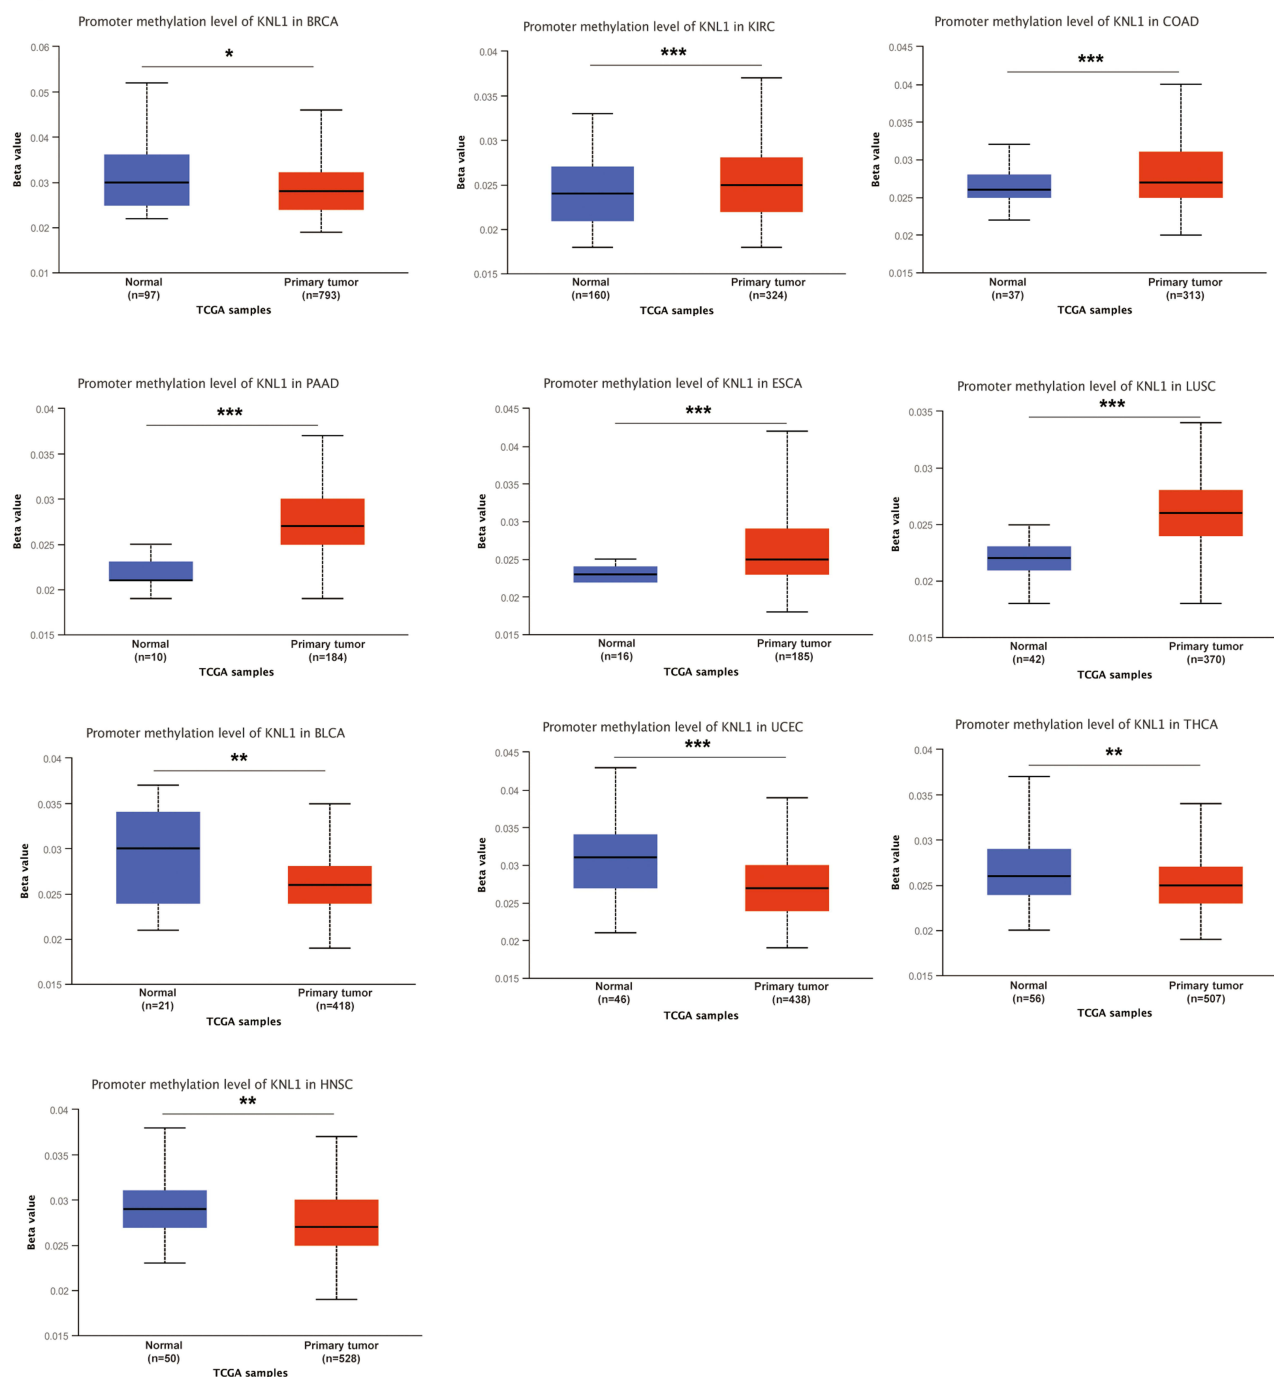 Promoter methylation level of KNL1 in BRCA
*
0.06
0.05
0.04
0.03
0.02
0.01
Beta value
Normal
(n=97)
Primary tumor
(n=793)
TCGA samples
Promoter methylation level of KNL1 in KIRC
***
0.04
0.035
0.03
0.025
0.02
0.015
Beta value
Normal
(n=160)
Primary tumor
(n=324)
TCGA samples
Promoter methylation level of KNL1 in COAD
***
0.045
0.04
0.035
0.03
0.025
0.02
0.015
Beta value
Normal
(n=37)
Primary tumor
(n=313)
TCGA samples
Promoter methylation level of KNL1 in PAAD
***
0.04
0.035
0.03
0.025
0.02
0.015
Beta value
Normal
(n=10)
Primary tumor
(n=184)
TCGA samples
Promoter methylation level of KNL1 in ESCA
***
0.045
0.04
0.035
0.03
0.025
0.02
0.015
Beta value
Normal
(n=16)
Primary tumor
(n=185)
TCGA samples
Promoter methylation level of KNL1 in LUSC
***
0.035
0.03
0.025
0.02
0.015
Beta value
Normal
(n=42)
Primary tumor
(n=370)
TCGA samples
Promoter methylation level of KNL1 in BLCA
**
0.04
0.035
0.03
0.025
0.02
0.015
Beta value
Normal
(n=21)
Primary tumor
(n=418)
TCGA samples
Promoter methylation level of KNL1 in UCEC
***
0.045
0.04
0.035
0.03
0.025
0.02
0.015
Beta value
Normal
(n=46)
Primary tumor
(n=438)
TCGA samples
Promoter methylation level of KNL1 in THCA
**
0.04
0.035
0.03
0.025
0.02
0.015
Beta value
Normal
(n=56)
Primary tumor
(n=507)
TCGA samples
Promoter methylation level of KNL1 in HNSC
**
0.04
0.035
0.03
0.025
0.02
0.015
Beta value
Normal
(n=50)
Primary tumor
(n=528)
TCGA samples